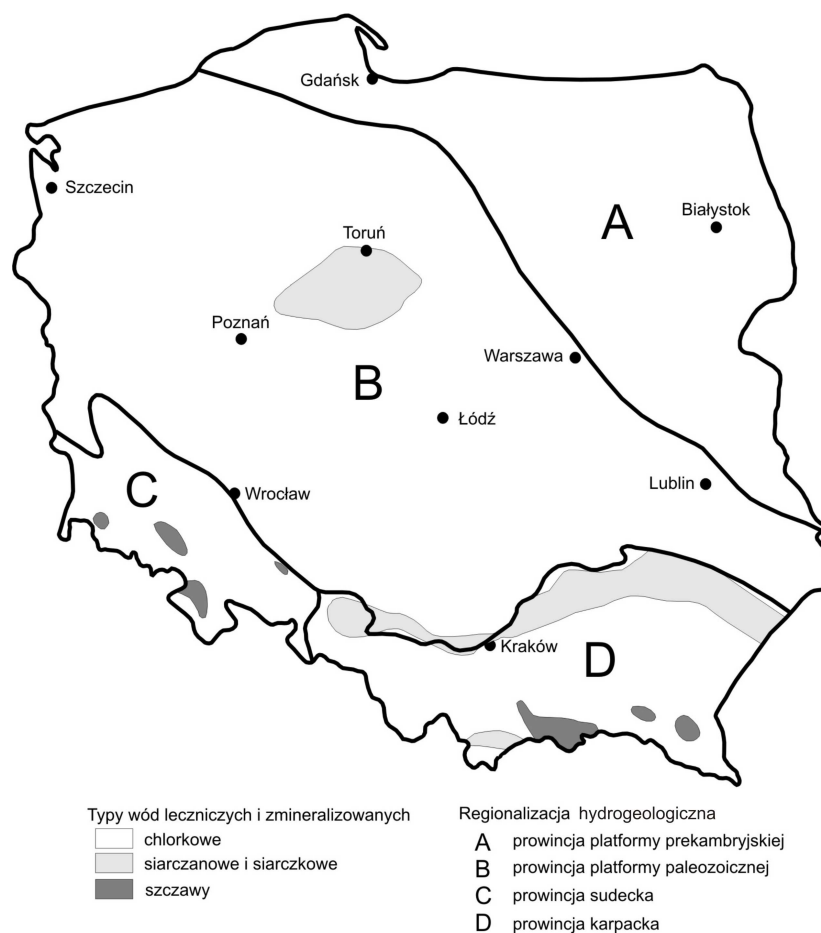 Gdańsk
Szczecin
A
Białystok
Toruń
Poznań
Warszawa
B
Łódź
C
Wrocław
Lublin
Kraków
D
Typy wód leczniczych i zmineralizowanych
chlorkowe
siarczanowe i siarczkowe
szczawy
Regionalizacja hydrogeologiczna
A prowincja platformy prekambryjskiej
B prowincja platformy paleozoicznej
C prowincja sudecka
D prowincja karpacka